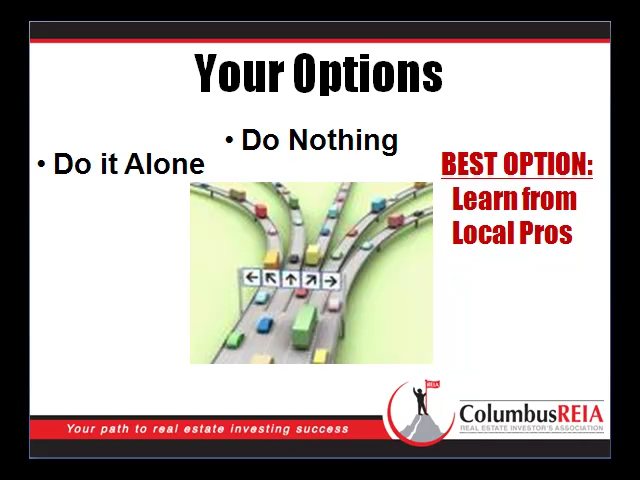 Your Options
• Do Nothing
• Do it Alone
BEST OPTION:
Learn from
Local Pros
← ↖ ↑ ↗ →
REIA
Your path to real estate investing success
ColumbusREIA
REAL ESTATE INVESTOR'S ASSOCIATION